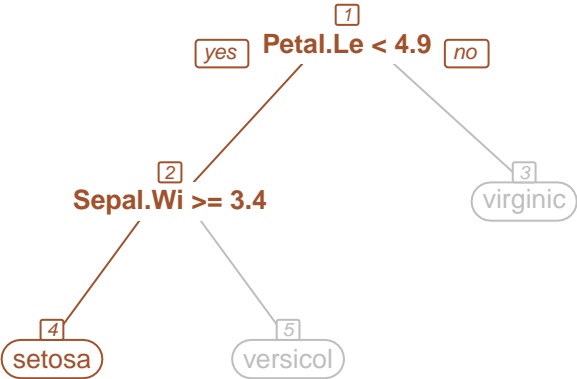 1
yes Petal.Le < 4.9 no
2
3
Sepal.Wi >= 3.4
virginic
4
5
setosa
versicol